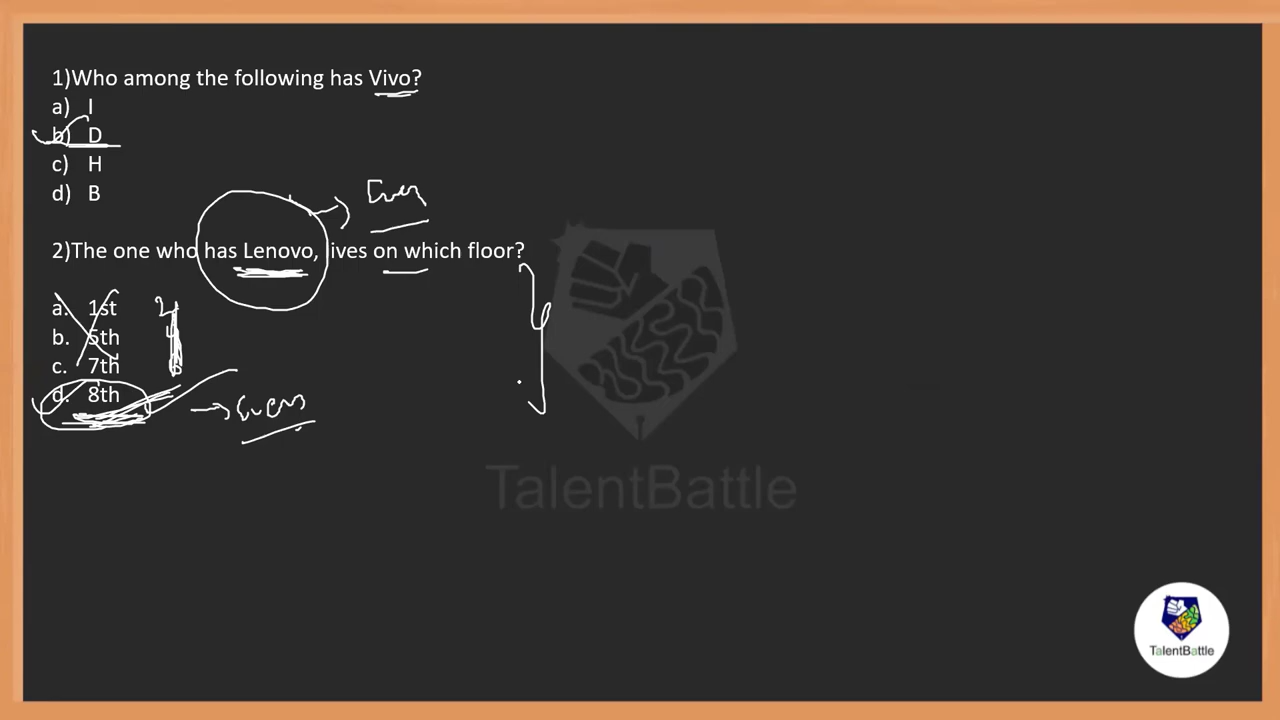 1)Who among the following has Vivo?
a) I
b) D
c) H
d) B
Even
2)The one who has Lenovo, lives on which floor?
a. 1st
b. 5th
c. 7th
d. 8th
TalentBattle
TalentBattle